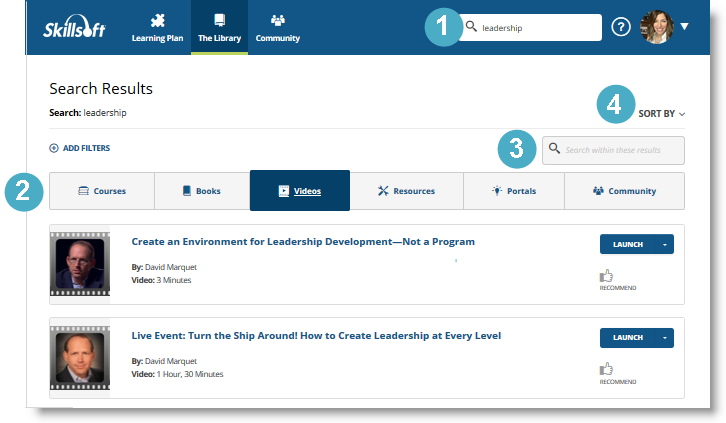 Skillsoft
Learning Plan The Library Community
1 leadership ?
Search Results
Search: leadership
4 SORT BY
ADD FILTERS
3 Search within these results
2 Courses Books Videos Resources Portals Community
Create an Environment for Leadership Development—Not a Program
LAUNCH
By: David Marquet
Video: 3 Minutes
RECOMMEND
Live Event: Turn the Ship Around! How to Create Leadership at Every Level
LAUNCH
By: David Marquet
Video: 1 Hour, 30 Minutes
RECOMMEND